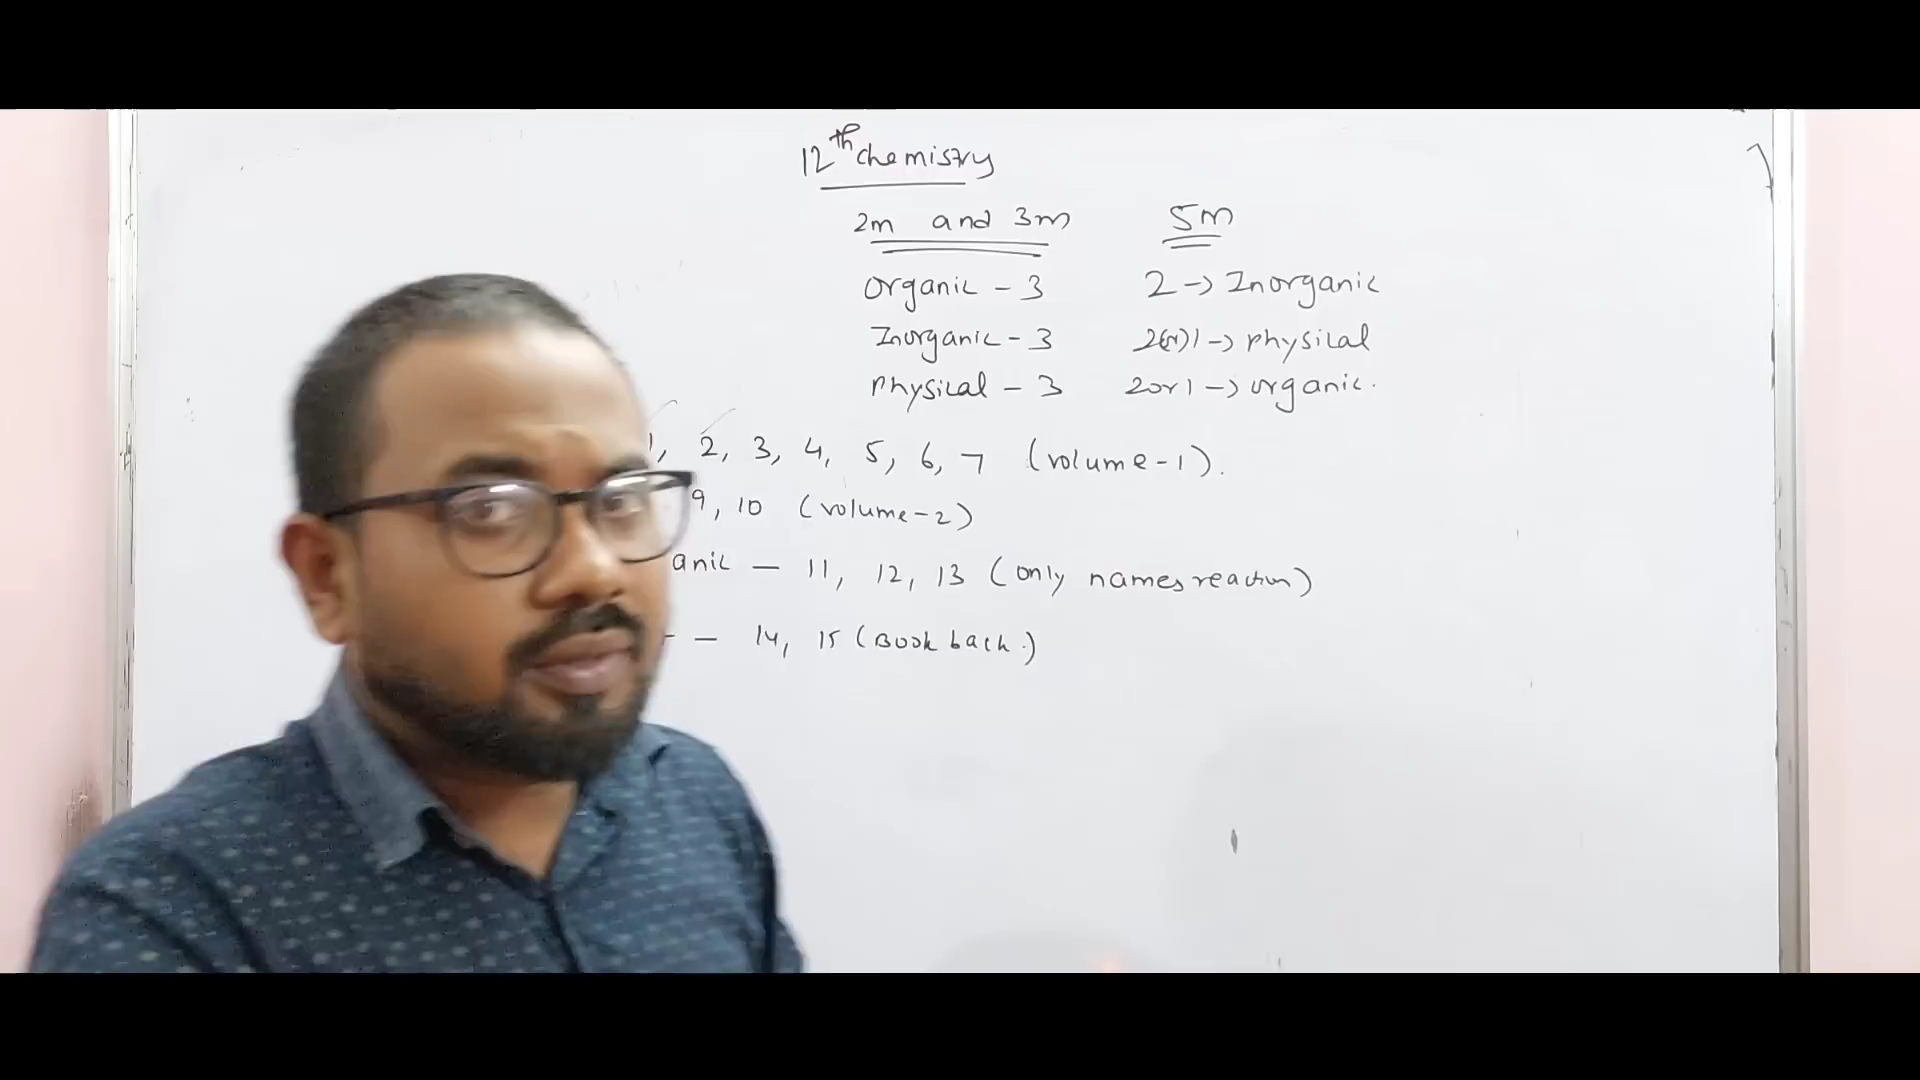 12th chemistry
2m and 3m 5m
organic - 3 2 -> Inorganic
Inorganic - 3 2(or)1 -> physical
physical - 3 2or1 -> organic.
1, 2, 3, 4, 5, 6, 7 (volume-1).
9, 10 (volume-2)
anic - 11, 12, 13 (only names reaction)
- 14, 15 (Book back.)